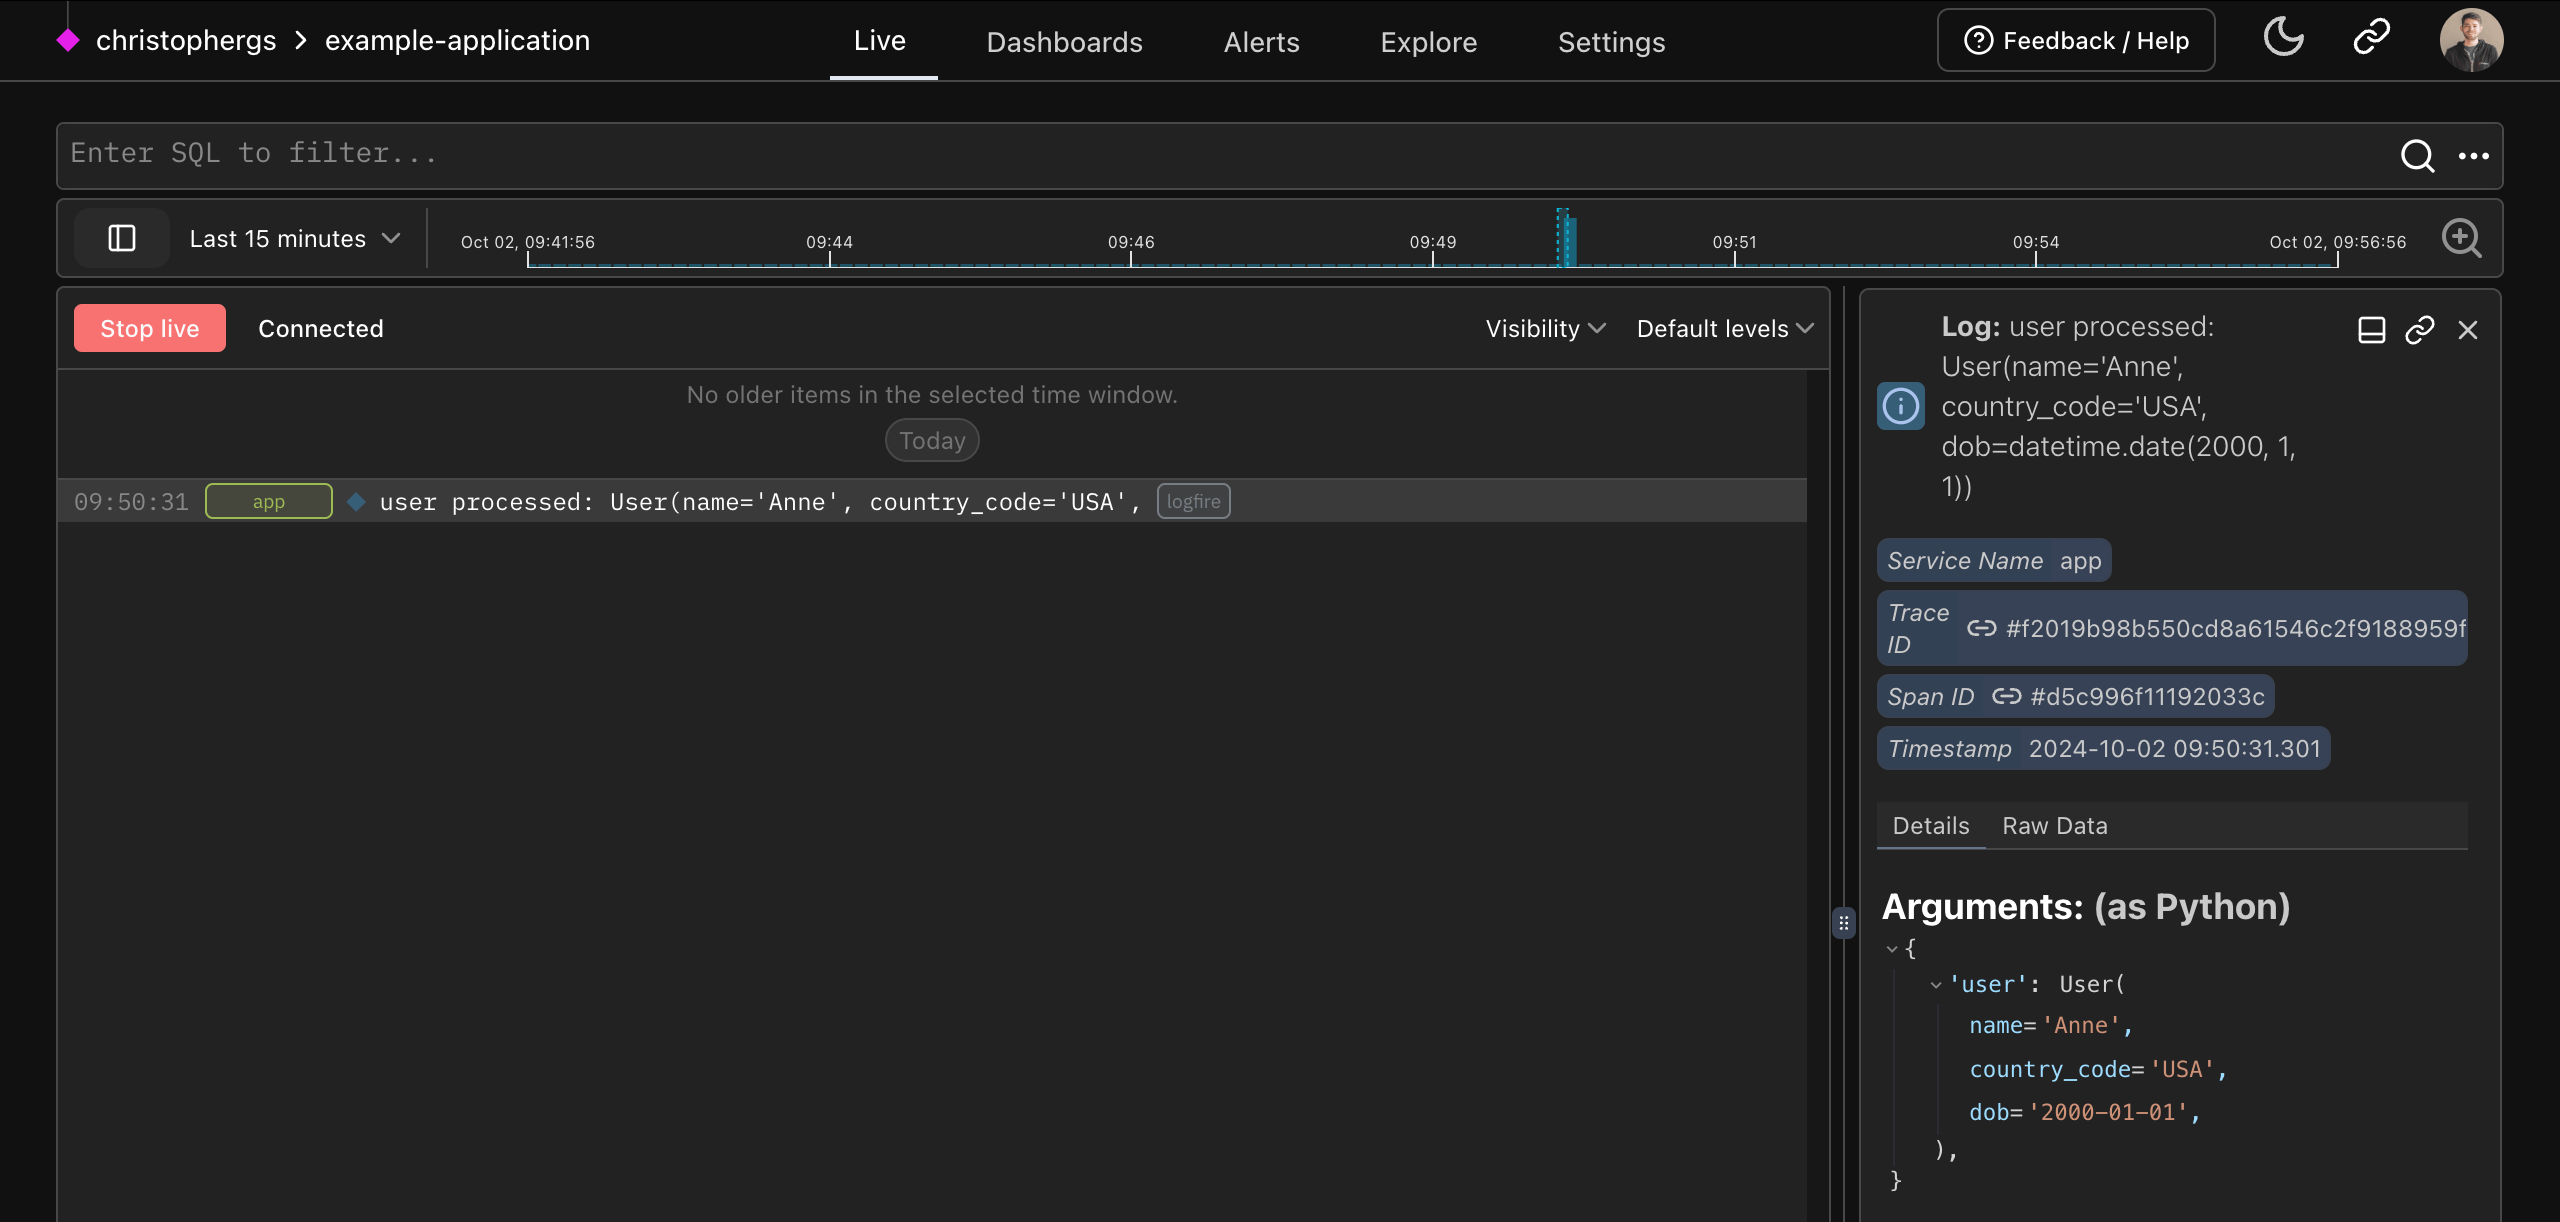 christophergs > example-application
Live
Dashboards
Alerts
Explore
Settings
Feedback / Help
Enter SQL to filter...
Last 15 minutes
Oct 02, 09:41:56
09:44
09:46
09:49
09:51
09:54
Oct 02, 09:56:56
Stop live
Connected
Visibility
Default levels
No older items in the selected time window.
Today
09:50:31 app user processed: User(name='Anne', country_code='USA', logfire
Log: user processed:
User(name='Anne',
country_code='USA',
dob=datetime.date(2000, 1,
1))
Service Name app
Trace
ID
#f2019b98b550cd8a61546c2f9188959f
Span ID #d5c996f11192033c
Timestamp 2024-10-02 09:50:31.301
Details
Raw Data
Arguments: (as Python)
{
'user': User(
name='Anne',
country_code='USA',
dob='2000-01-01',
),
}